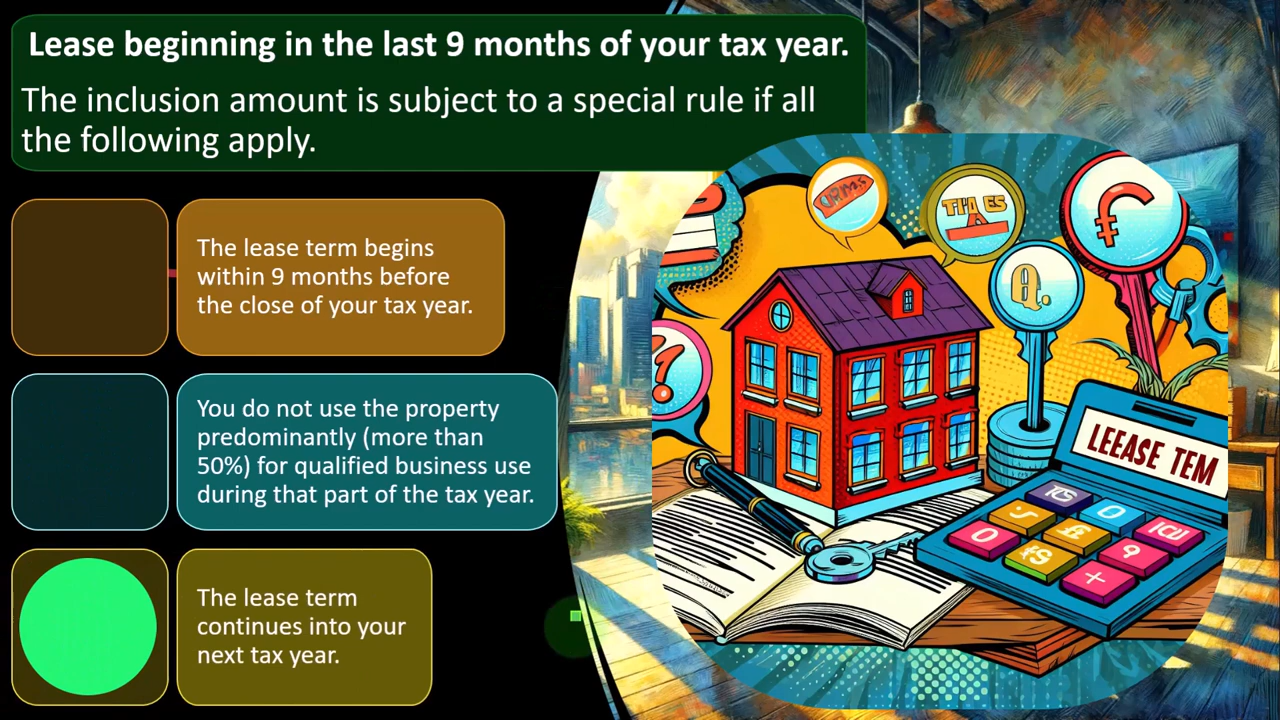 Lease beginning in the last 9 months of your tax year.
The inclusion amount is subject to a special rule if all
the following apply.
The lease term begins
within 9 months before
the close of your tax year.
You do not use the property
predominantly (more than
50%) for qualified business use
during that part of the tax year.
The lease term
continues into your
next tax year.
LEEASE TEM